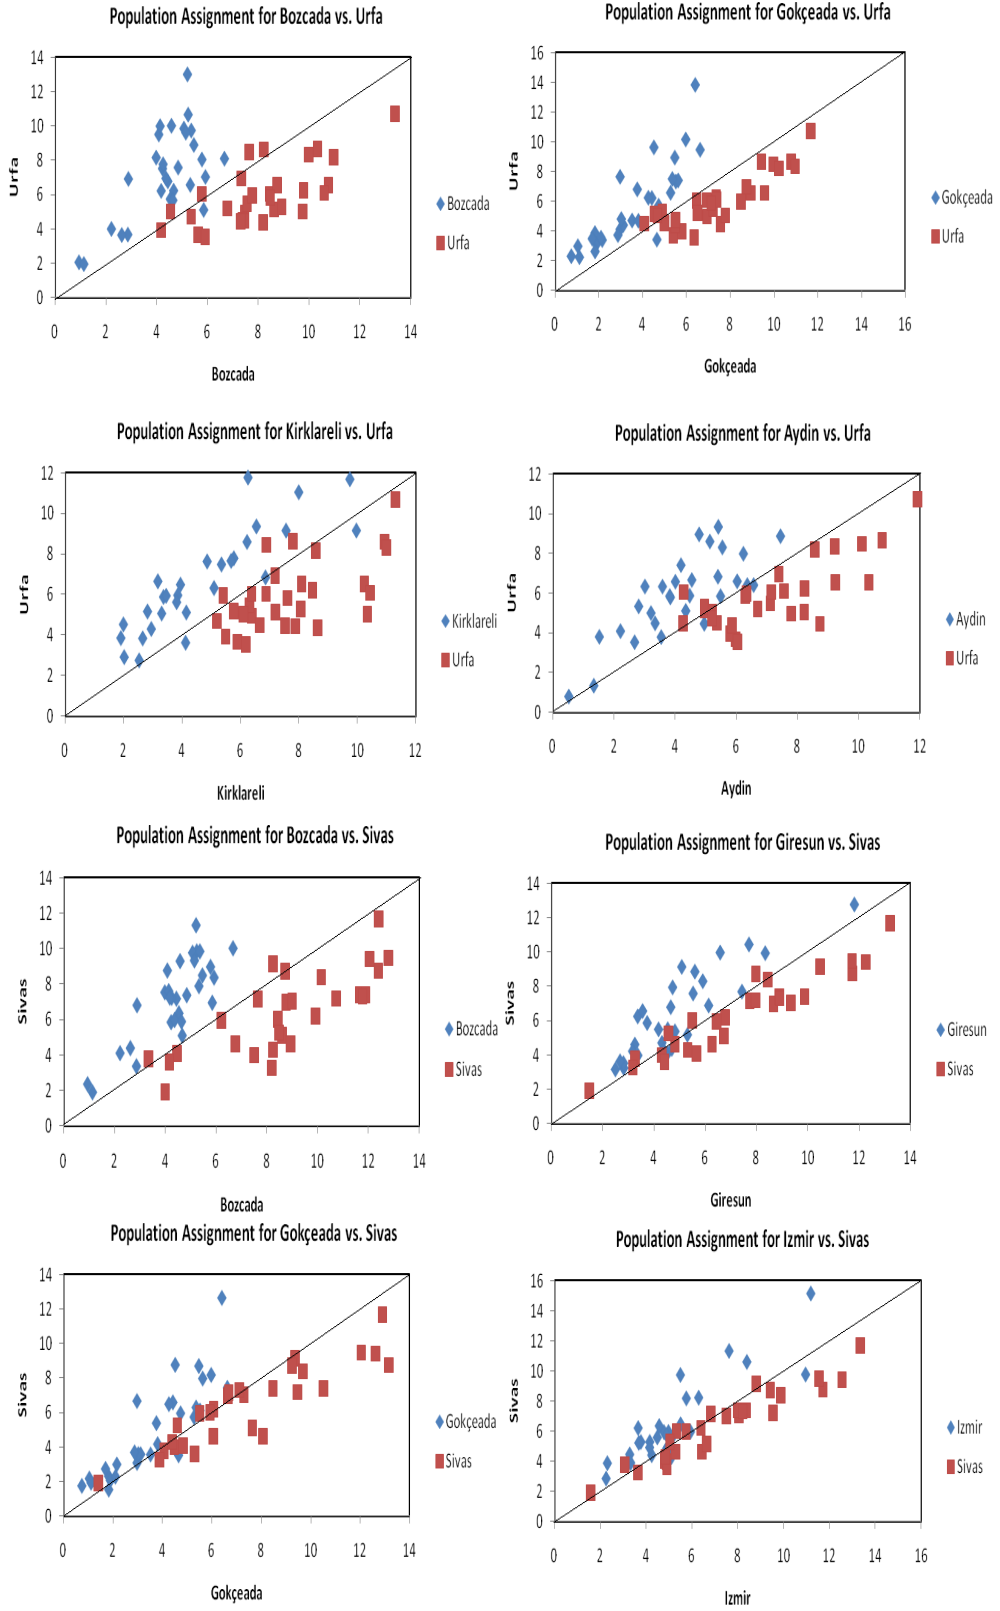 Population Assignment for Bozcada vs. Urfa
14
12
10
8
6
4
2
0
Urfa
0 2 4 6 8 10 12 14
Bozcada
Bozcada
Urfa
Population Assignment for Gokçeada vs. Urfa
16
14
12
10
8
6
4
2
0
Urfa
0 2 4 6 8 10 12 14 16
Gokçeada
Gokçeada
Urfa
Population Assignment for Kirklareli vs. Urfa
12
10
8
6
4
2
0
Urfa
0 2 4 6 8 10 12
Kirklareli
Kirklareli
Urfa
Population Assignment for Aydin vs. Urfa
12
10
8
6
4
2
0
Urfa
0 2 4 6 8 10 12
Aydin
Aydin
Urfa
Population Assignment for Bozcada vs. Sivas
14
12
10
8
6
4
2
0
Sivas
0 2 4 6 8 10 12 14
Bozcada
Bozcada
Sivas
Population Assignment for Giresun vs. Sivas
14
12
10
8
6
4
2
0
Sivas
0 2 4 6 8 10 12 14
Giresun
Giresun
Sivas
Population Assignment for Gokçeada vs. Sivas
14
12
10
8
6
4
2
0
Sivas
0 2 4 6 8 10 12 14
Gokçeada
Gokçeada
Sivas
Population Assignment for Izmir vs. Sivas
16
14
12
10
8
6
4
2
0
Sivas
0 2 4 6 8 10 12 14 16
Izmir
Izmir
Sivas